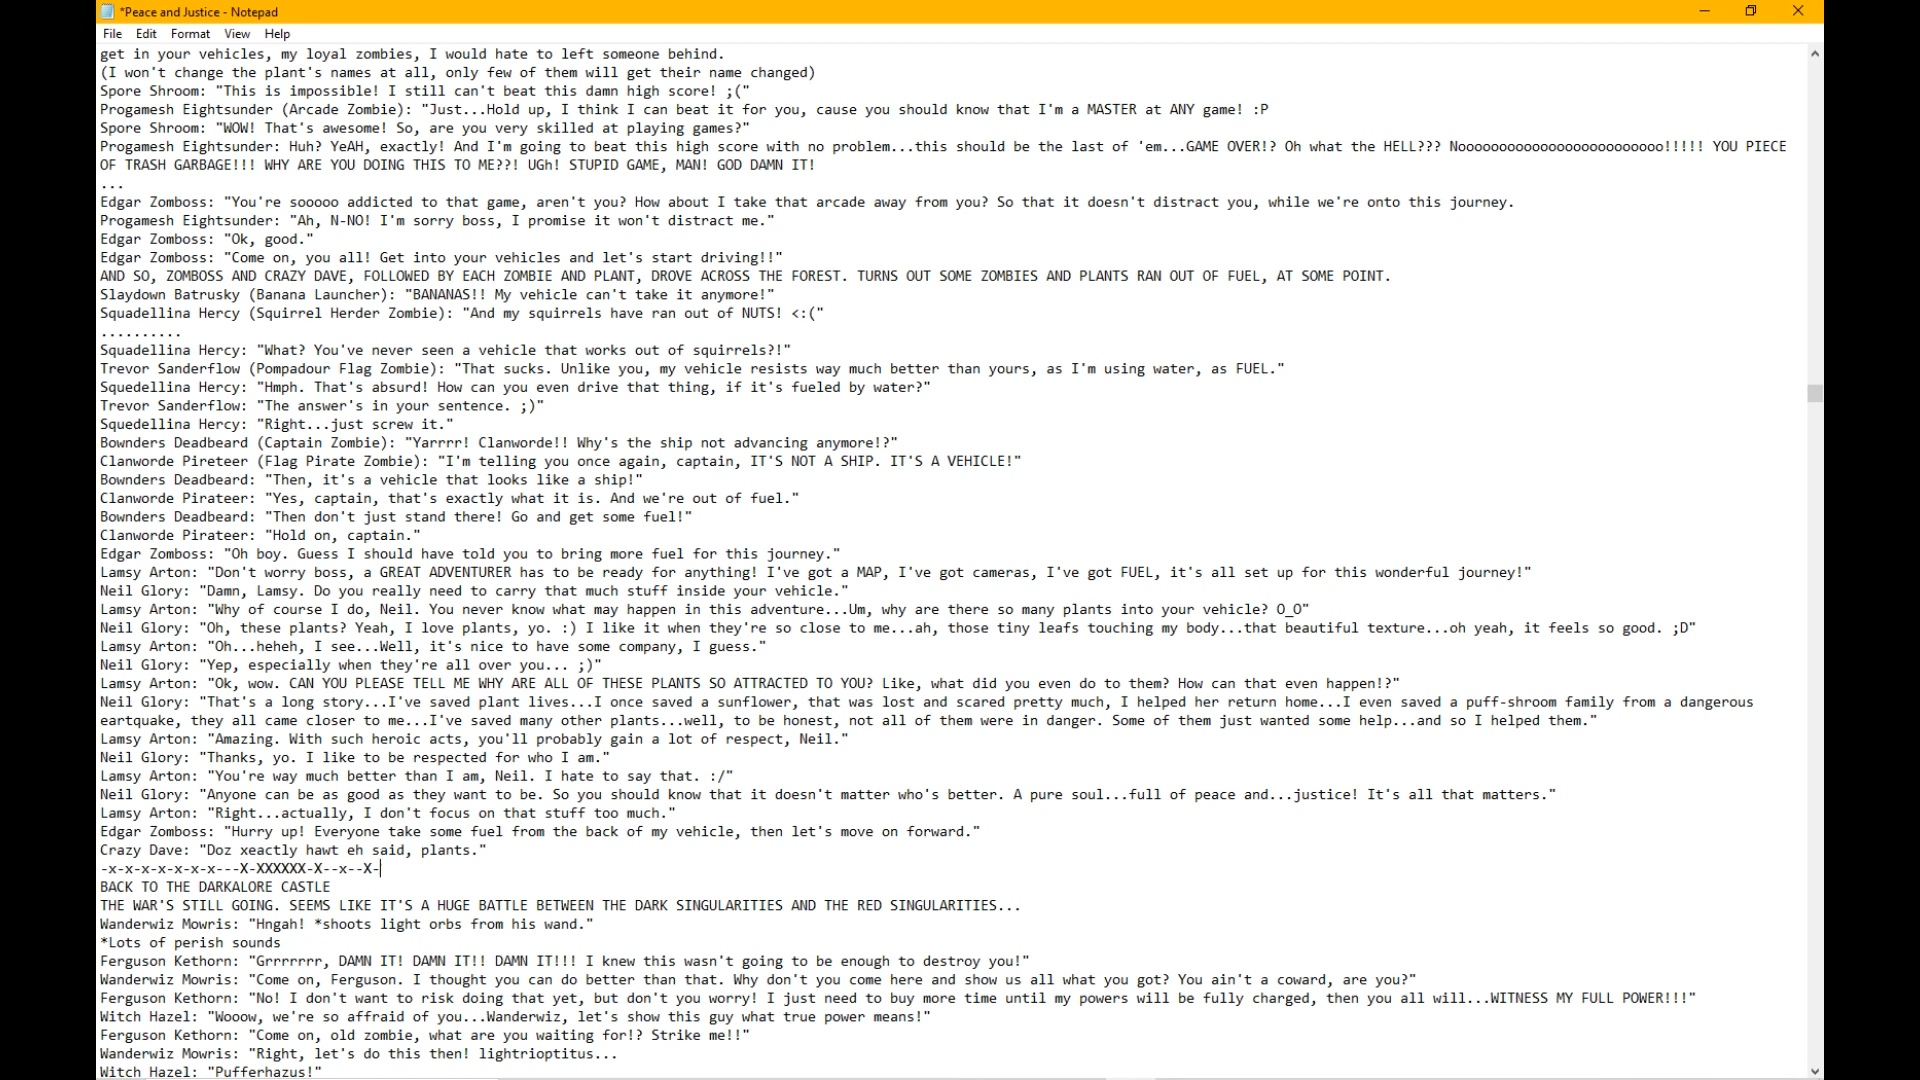 *Peace and Justice - Notepad
File Edit Format View Help
get in your vehicles, my loyal zombies, I would hate to left someone behind.
(I won't change the plant's names at all, only few of them will get their name changed)
Spore Shroom: "This is impossible! I still can't beat this damn high score! ;("
Progamesh Eightsunder (Arcade Zombie): "Just...Hold up, I think I can beat it for you, cause you should know that I'm a MASTER at ANY game! :P
Spore Shroom: "WOW! That's awesome! So, are you very skilled at playing games?"
Progamesh Eightsunder: Huh? YeAH, exactly! And I'm going to beat this high score with no problem...this should be the last of 'em...GAME OVER!? Oh what the HELL??? Nooooooooooooooooooooooooo!!!!! YOU PIECE
OF TRASH GARBAGE!!! WHY ARE YOU DOING THIS TO ME??! UGh! STUPID GAME, MAN! GOD DAMN IT!
...
Edgar Zomboss: "You're sooooo addicted to that game, aren't you? How about I take that arcade away from you? So that it doesn't distract you, while we're onto this journey.
Progamesh Eightsunder: "Ah, N-NO! I'm sorry boss, I promise it won't distract me."
Edgar Zomboss: "Ok, good."
Edgar Zomboss: "Come on, you all! Get into your vehicles and let's start driving!!"
AND SO, ZOMBOSS AND CRAZY DAVE, FOLLOWED BY EACH ZOMBIE AND PLANT, DROVE ACROSS THE FOREST. TURNS OUT SOME ZOMBIES AND PLANTS RAN OUT OF FUEL, AT SOME POINT.
Slaydown Batrusky (Banana Launcher): "BANANAS!! My vehicle can't take it anymore!"
Squadellina Hercy (Squirrel Herder Zombie): "And my squirrels have ran out of NUTS! <:("
..........
Squadellina Hercy: "What? You've never seen a vehicle that works out of squirrels?!"
Trevor Sanderflow (Pompadour Flag Zombie): "That sucks. Unlike you, my vehicle resists way much better than yours, as I'm using water, as FUEL."
Squedellina Hercy: "Hmph. That's absurd! How can you even drive that thing, if it's fueled by water?"
Trevor Sanderflow: "The answer's in your sentence. ;)"
Squedellina Hercy: "Right...just screw it."
Bownders Deadbeard (Captain Zombie): "Yarrrr! Clanworde!! Why's the ship not advancing anymore!?"
Clanworde Pireteer (Flag Pirate Zombie): "I'm telling you once again, captain, IT'S NOT A SHIP. IT'S A VEHICLE!"
Bownders Deadbeard: "Then, it's a vehicle that looks like a ship!"
Clanworde Pirateer: "Yes, captain, that's exactly what it is. And we're out of fuel."
Bownders Deadbeard: "Then don't just stand there! Go and get some fuel!"
Clanworde Pirateer: "Hold on, captain."
Edgar Zomboss: "Oh boy. Guess I should have told you to bring more fuel for this journey."
Lamsy Arton: "Don't worry boss, a GREAT ADVENTURER has to be ready for anything! I've got a MAP, I've got cameras, I've got FUEL, it's all set up for this wonderful journey!"
Neil Glory: "Damn, Lamsy. Do you really need to carry that much stuff inside your vehicle."
Lamsy Arton: "Why of course I do, Neil. You never know what may happen in this adventure...Um, why are there so many plants into your vehicle? O_O"
Neil Glory: "Oh, these plants? Yeah, I love plants, yo. :) I like it when they're so close to me...ah, those tiny leafs touching my body...that beautiful texture...oh yeah, it feels so good. ;D"
Lamsy Arton: "Oh...heheh, I see...Well, it's nice to have some company, I guess."
Neil Glory: "Yep, especially when they're all over you... ;)"
Lamsy Arton: "Ok, wow. CAN YOU PLEASE TELL ME WHY ARE ALL OF THESE PLANTS SO ATTRACTED TO YOU? Like, what did you even do to them? How can that even happen!?"
Neil Glory: "That's a long story...I've saved plant lives...I once saved a sunflower, that was lost and scared pretty much, I helped her return home...I even saved a puff-shroom family from a dangerous
eartquake, they all came closer to me...I've saved many other plants...well, to be honest, not all of them were in danger. Some of them just wanted some help...and so I helped them."
Lamsy Arton: "Amazing. With such heroic acts, you'll probably gain a lot of respect, Neil."
Neil Glory: "Thanks, yo. I like to be respected for who I am."
Lamsy Arton: "You're way much better than I am, Neil. I hate to say that. :/"
Neil Glory: "Anyone can be as good as they want to be. So you should know that it doesn't matter who's better. A pure soul...full of peace and...justice! It's all that matters."
Lamsy Arton: "Right...actually, I don't focus on that stuff too much."
Edgar Zomboss: "Hurry up! Everyone take some fuel from the back of my vehicle, then let's move on forward."
Crazy Dave: "Doz xeactly hawt eh said, plants."
-x-x-x-x-x-x-x---X-XXXXXX-X--x--X-
BACK TO THE DARKALORE CASTLE
THE WAR'S STILL GOING. SEEMS LIKE IT'S A HUGE BATTLE BETWEEN THE DARK SINGULARITIES AND THE RED SINGULARITIES...
Wanderwiz Mowris: "Hngah! *shoots light orbs from his wand."
*Lots of perish sounds
Ferguson Kethorn: "Grrrrrrr, DAMN IT! DAMN IT!! DAMN IT!!! I knew this wasn't going to be enough to destroy you!"
Wanderwiz Mowris: "Come on, Ferguson. I thought you can do better than that. Why don't you come here and show us all what you got? You ain't a coward, are you?"
Ferguson Kethorn: "No! I don't want to risk doing that yet, but don't you worry! I just need to buy more time until my powers will be fully charged, then you all will...WITNESS MY FULL POWER!!!"
Witch Hazel: "Wooow, we're so affraid of you...Wanderwiz, let's show this guy what true power means!"
Ferguson Kethorn: "Come on, old zombie, what are you waiting for!? Strike me!!"
Wanderwiz Mowris: "Right, let's do this then! lightrioptitus...
Witch Hazel: "Pufferhazus!"